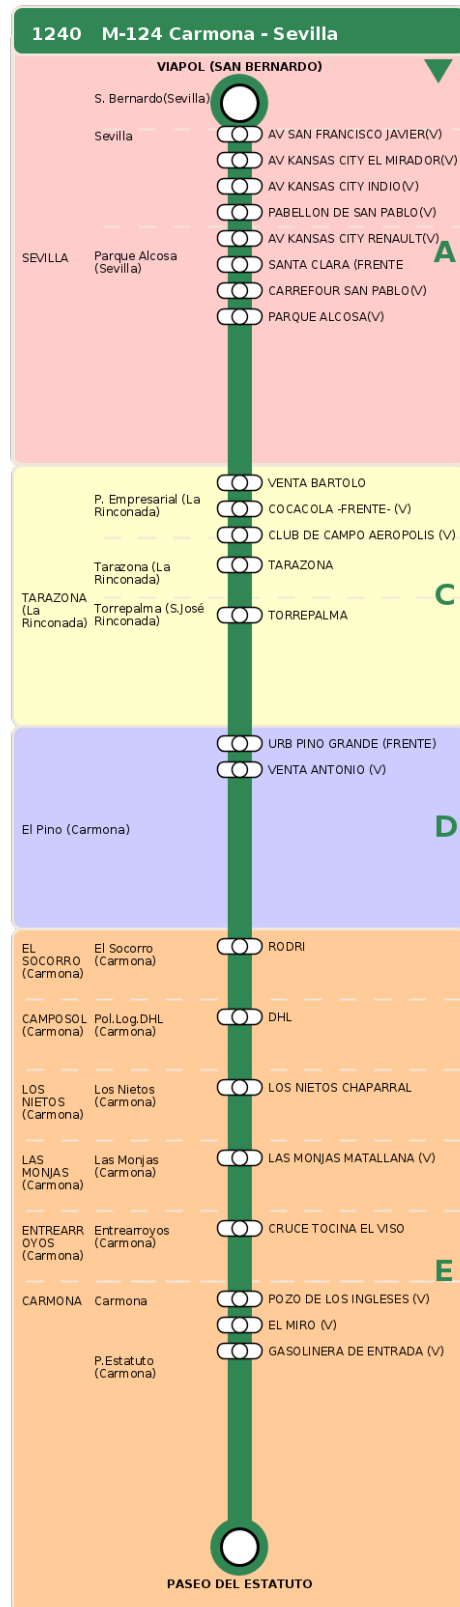 1240 M-124 Carmona - Sevilla
VIAPOL (SAN BERNARDO)
S. Bernardo(Sevilla)
Sevilla
AV SAN FRANCISCO JAVIER(V)
AV KANSAS CITY EL MIRADOR(V)
AV KANSAS CITY INDIO(V)
PABELLON DE SAN PABLO(V)
AV KANSAS CITY RENAULT(V)
A
SEVILLA
Parque Alcosa
(Sevilla)
SANTA CLARA (FRENTE
CARREFOUR SAN PABLO(V)
PARQUE ALCOSA(V)
VENTA BARTOLO
P. Empresarial (La
Rinconada)
COCACOLA -FRENTE- (V)
CLUB DE CAMPO AEROPOLIS (V)
Tarazona (La
Rinconada)
TARAZONA
TARAZONA
(La
Rinconada)
C
Torrepalma (S.José
Rinconada)
TORREPALMA
URB PINO GRANDE (FRENTE)
VENTA ANTONIO (V)
El Pino (Carmona)
D
EL
SOCORRO
(Carmona)
El Socorro
(Carmona)
RODRI
CAMPOSOL
(Carmona)
Pol.Log.DHL
(Carmona)
DHL
LOS
NIETOS
(Carmona)
Los Nietos
(Carmona)
LOS NIETOS CHAPARRAL
LAS
MONJAS
(Carmona)
Las Monjas
(Carmona)
LAS MONJAS MATALLANA (V)
ENTREARR
OYOS
(Carmona)
Entrearroyos
(Carmona)
CRUCE TOCINA EL VISO
E
CARMONA
Carmona
POZO DE LOS INGLESES (V)
EL MIRO (V)
GASOLINERA DE ENTRADA (V)
P.Estatuto
(Carmona)
PASEO DEL ESTATUTO